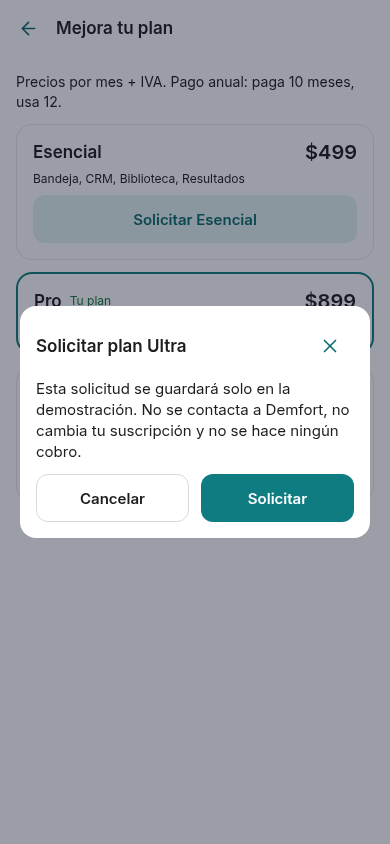 Mejora tu plan
Precios por mes + IVA. Pago anual: paga 10 meses,
usa 12.
Esencial $499
Bandeja, CRM, Biblioteca, Resultados
Solicitar Esencial
Pro Tu plan $899
Solicitar plan Ultra
Esta solicitud se guardará solo en la
demostración. No se contacta a Demfort, no
cambia tu suscripción y no se hace ningún
cobro.
Cancelar Solicitar